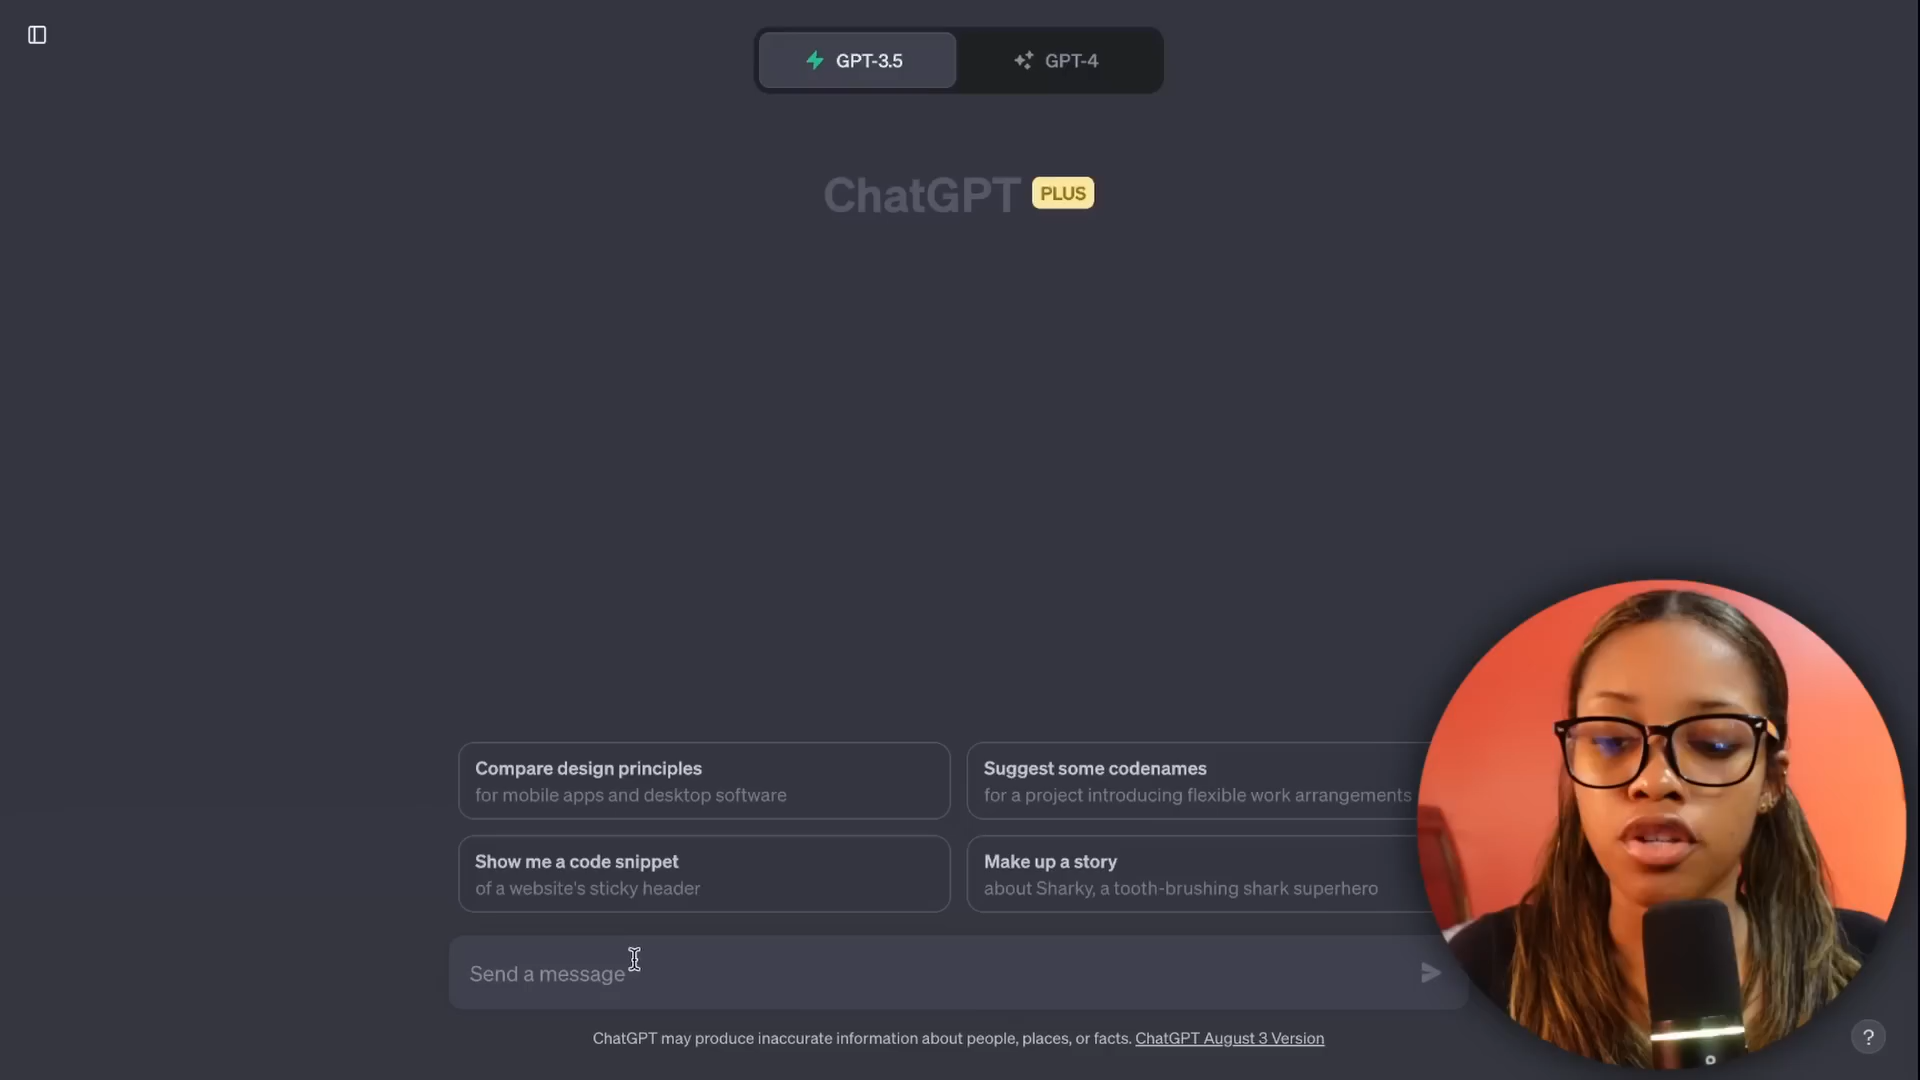 GPT-3.5
GPT-4
ChatGPT PLUS
Compare design principles
for mobile apps and desktop software
Suggest some codenames
for a project introducing flexible work arrangements
Show me a code snippet
of a website's sticky header
Make up a story
about Sharky, a tooth-brushing shark superhero
Send a message
ChatGPT may produce inaccurate information about people, places, or facts. ChatGPT August 3 Version
?